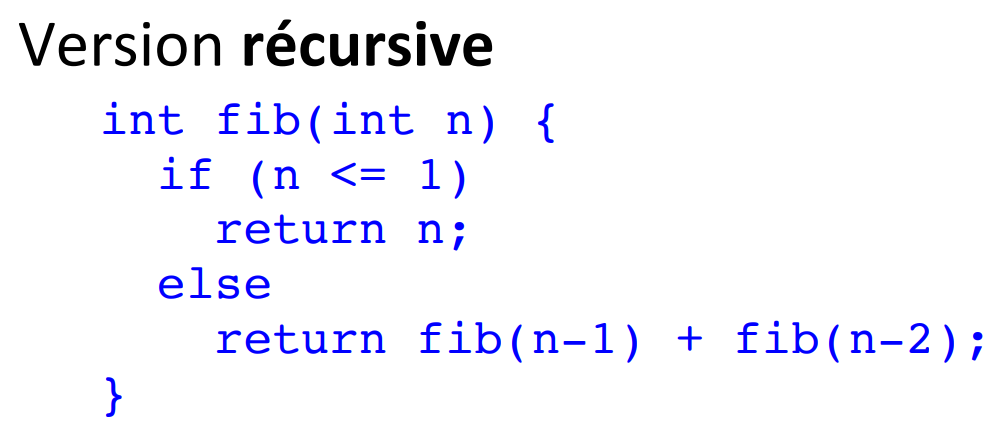 Version récursive
int fib(int n) {
  if (n <= 1)
    return n;
  else
    return fib(n-1) + fib(n-2);
}